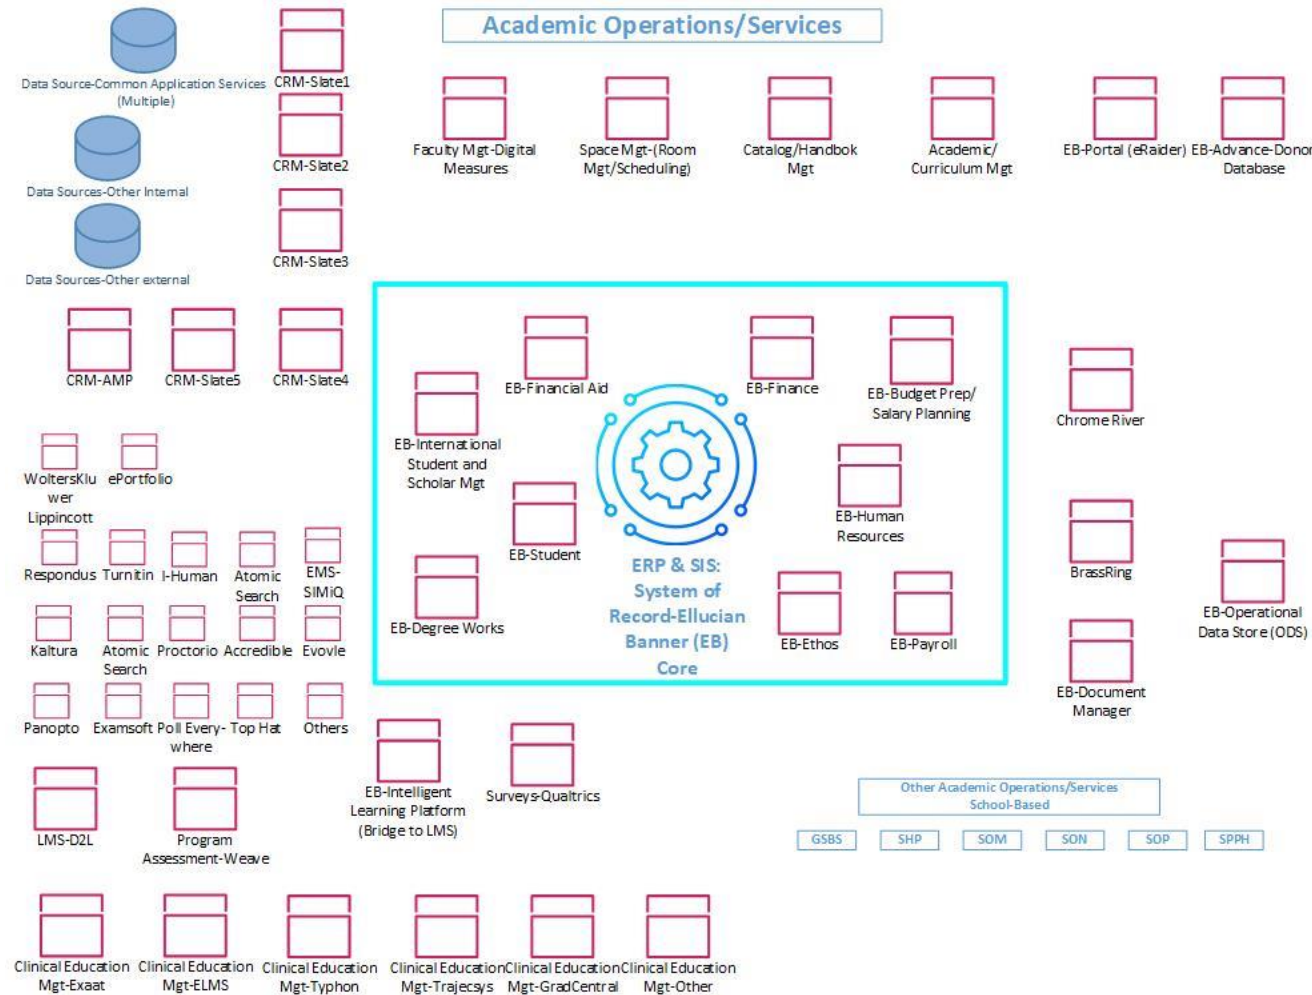 Academic Operations/Services
Data Source-Common Application Services
(Multiple)
CRM-Slate1
Data Sources-Other Internal
CRM-Slate2
Data Sources-Other external
CRM-Slate3
Faculty Mgt-Digital
Measures
Space Mgt-(Room
Mgt/Scheduling)
Catalog/Handbok
Mgt
Academic/
Curriculum Mgt
EB-Portal (eRaider)
EB-Advance-Donor
Database
CRM-AMP
CRM-Slate5
CRM-Slate4
EB-Financial Aid
EB-Finance
EB-Budget Prep/
Salary Planning
EB-International
Student and
Scholar Mgt
EB-Human
Resources
EB-Student
EB-Degree Works
ERP & SIS:
System of
Record-Ellucian
Banner (EB)
Core
EB-Ethos
EB-Payroll
Chrome River
BrassRing
EB-Operational
Data Store (ODS)
EB-Document
Manager
WoltersKlu
wer
Lippincott
ePortfolio
Respondus
Turnitin
I-Human
Atomic
Search
EMS-
SIMiQ
Kaltura
Atomic
Search
Proctorio
Accredible
Evovle
Panopto
Examsoft
Poll Every-
where
Top Hat
Others
LMS-D2L
Program
Assessment-Weave
EB-Intelligent
Learning Platform
(Bridge to LMS)
Surveys-Qualtrics
Other Academic Operations/Services
School-Based
GSBS
SHP
SOM
SON
SOP
SPPH
Clinical Education
Mgt-Exaat
Clinical Education
Mgt-ELMS
Clinical Education
Mgt-Typhon
Clinical Education
Mgt-Trajecsys
Clinical Education
Mgt-GradCentral
Clinical Education
Mgt-Other